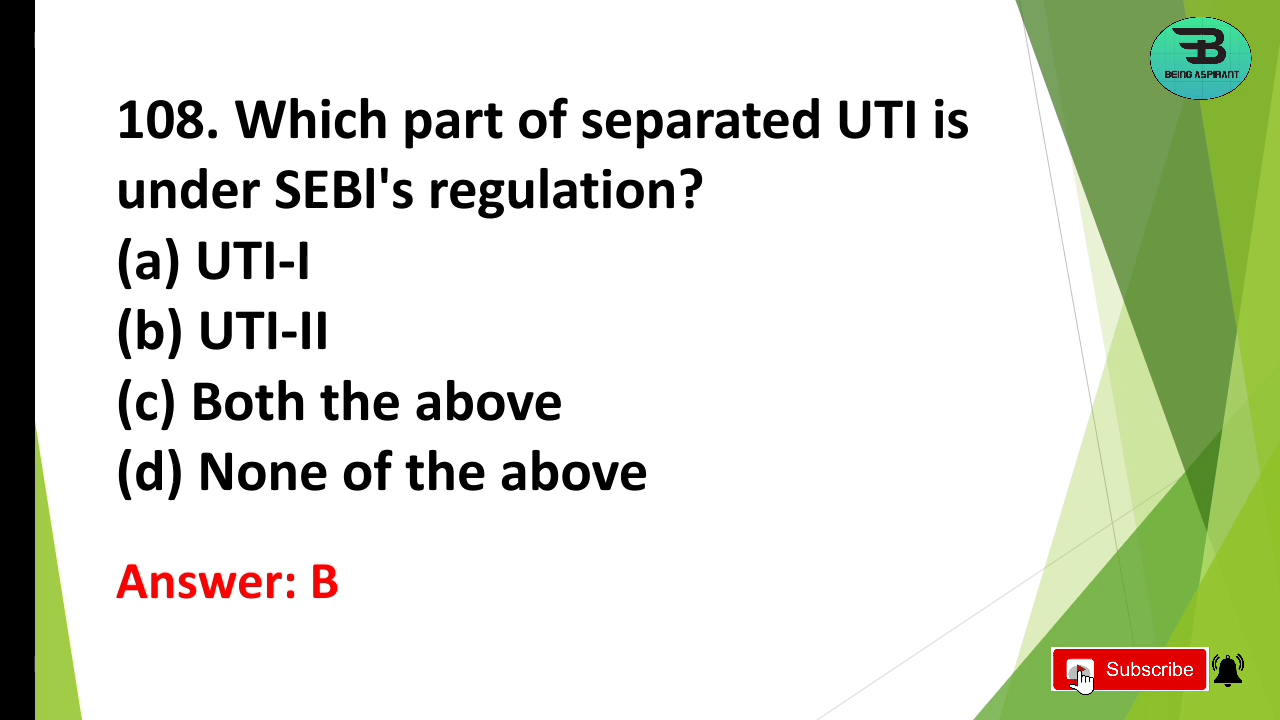 BEING ASPIRANT
108. Which part of separated UTI is
under SEBl's regulation?
(a) UTI-I
(b) UTI-II
(c) Both the above
(d) None of the above
Answer: B
Subscribe